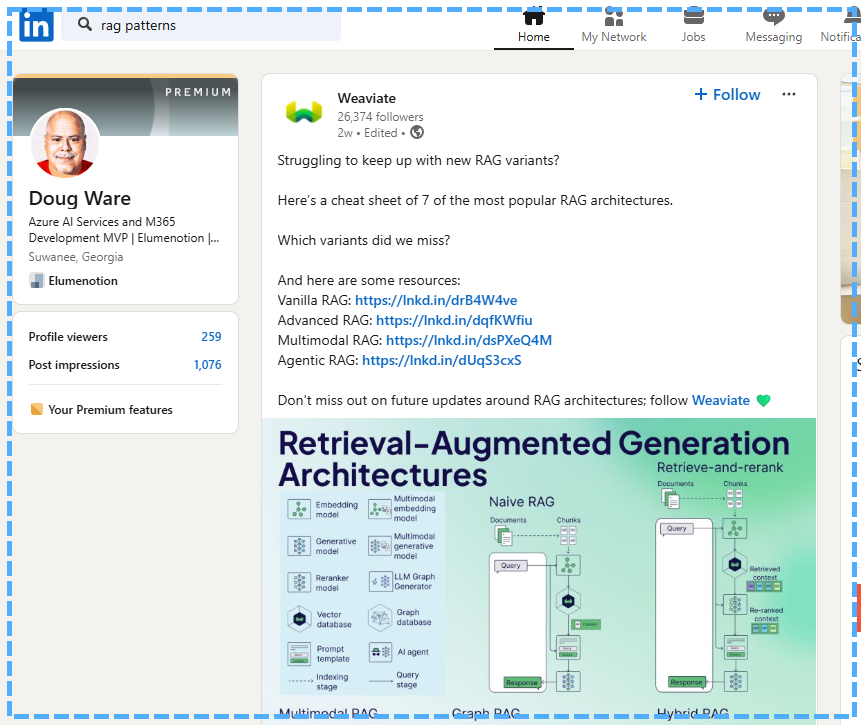 in
rag patterns
Home
My Network
Jobs
Messaging
Notifica
PREMIUM
Doug Ware
Azure AI Services and M365
Development MVP | Elumenotion |...
Suwanee, Georgia
Elumenotion
Profile viewers 259
Post impressions 1,076
Your Premium features
Weaviate
26,374 followers
2w • Edited •
+ Follow
Struggling to keep up with new RAG variants?
Here's a cheat sheet of 7 of the most popular RAG architectures.
Which variants did we miss?
And here are some resources:
Vanilla RAG: https://lnkd.in/drB4W4ve
Advanced RAG: https://lnkd.in/dqfKWfiu
Multimodal RAG: https://lnkd.in/dsPXeQ4M
Agentic RAG: https://lnkd.in/dUqS3cxS
Don't miss out on future updates around RAG architectures; follow Weaviate 💚
Retrieval-Augmented Generation
Architectures
Embedding
model
Multimodal
embedding
model
Generative
model
Multimodal
generative
model
Reranker
model
LLM Graph
Generator
Vector
database
Graph
database
Prompt
template
AI agent
Indexing
stage
Query
stage
Naive RAG
Documents
Chunks
Query
Response
Retrieve-and-rerank
Documents
Chunks
Query
Retrieved
context
Re-ranked
context
Response
Multimodal RAG
Graph RAG
Hybrid RAG